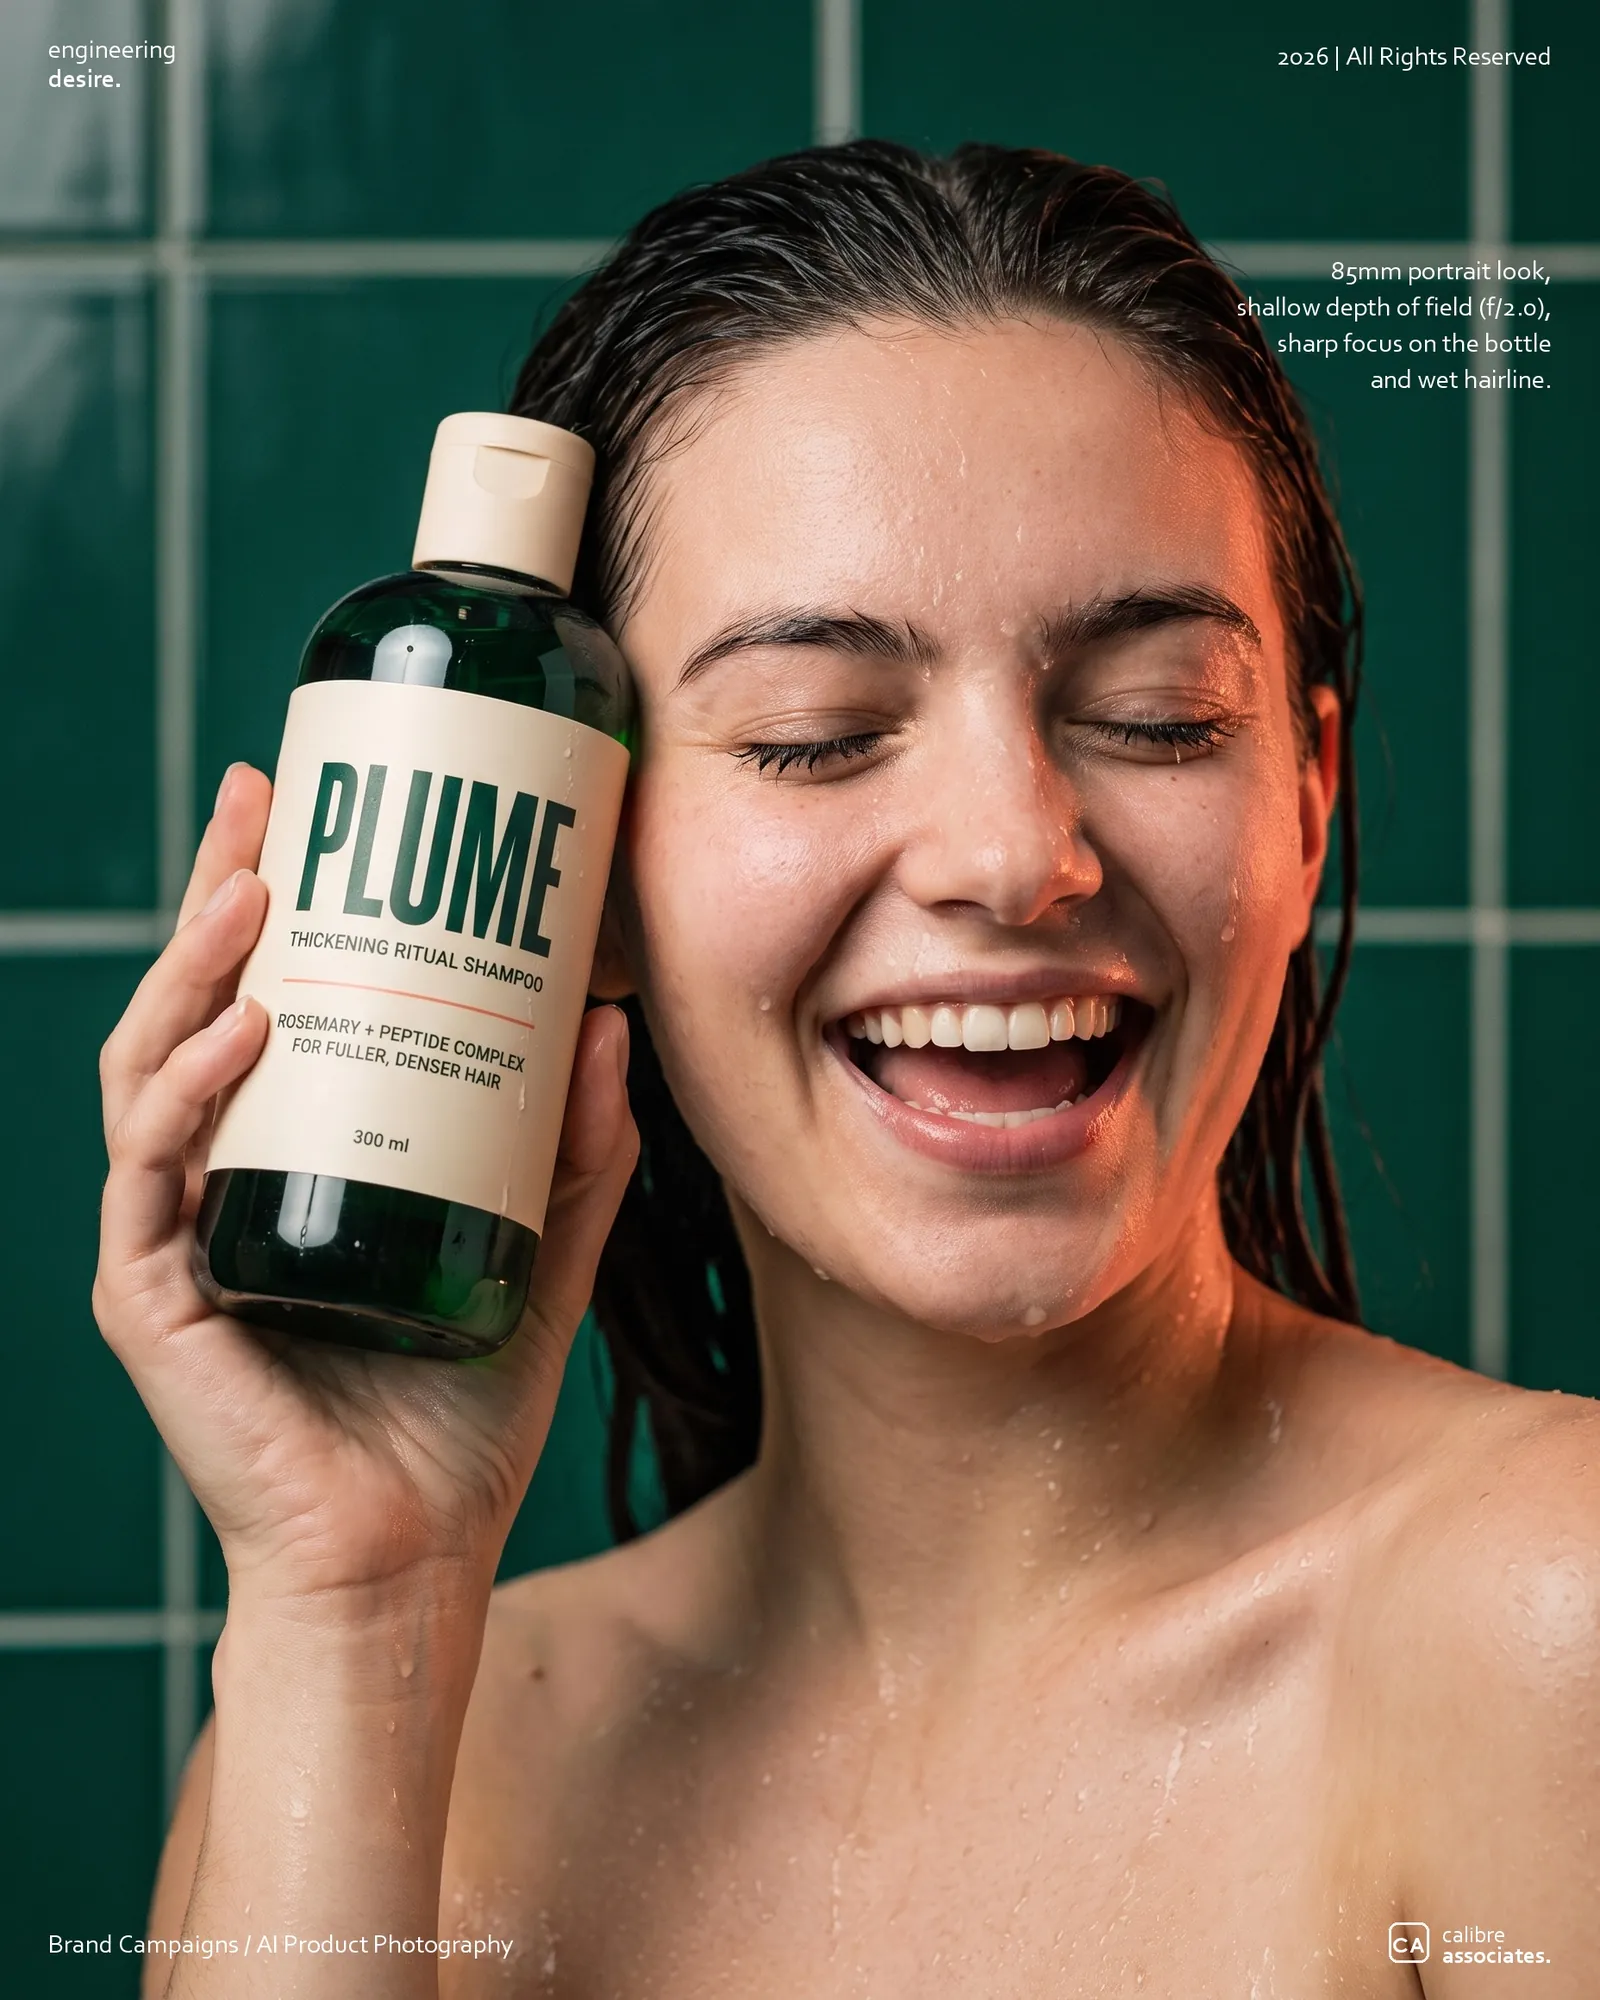 engineering
desire.
2026 | All Rights Reserved
85mm portrait look,
shallow depth of field (f/2.0),
sharp focus on the bottle
and wet hairline.
PLUME
THICKENING RITUAL SHAMPOO
ROSEMARY + PEPTIDE COMPLEX
FOR FULLER, DENSER HAIR
300 ml
Brand Campaigns / AI Product Photography
CA
calibre
associates.